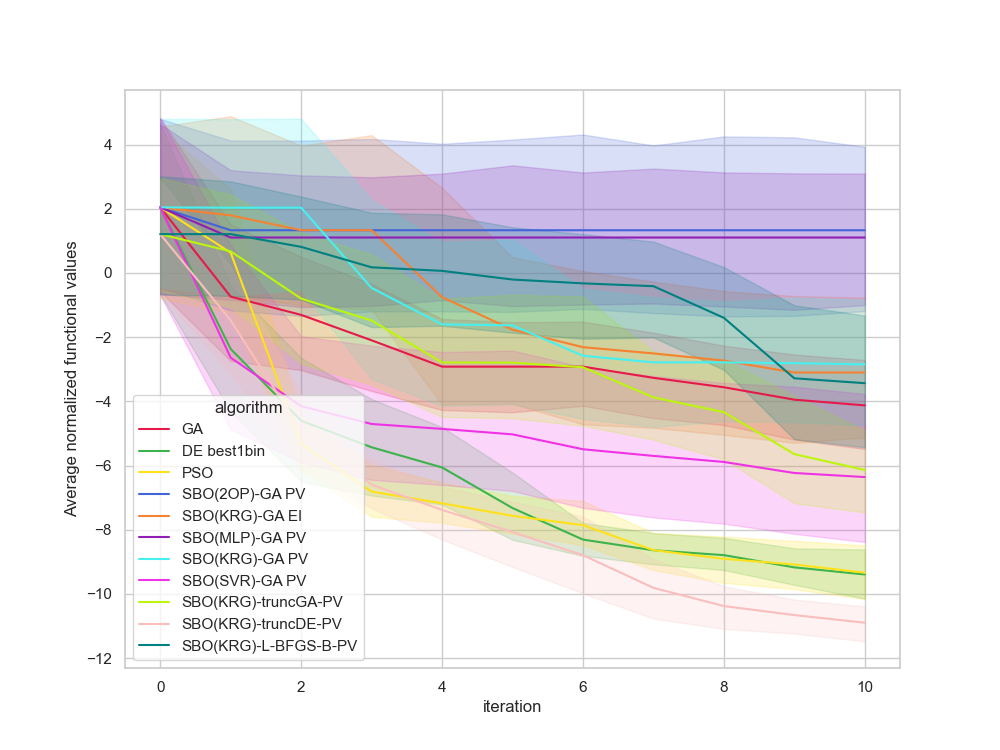 Average normalized functional values
4
2
0
−2
−4
−6
−8
−10
−12
algorithm
GA
DE best1bin
PSO
SBO(2OP)-GA PV
SBO(KRG)-GA EI
SBO(MLP)-GA PV
SBO(KRG)-GA PV
SBO(SVR)-GA PV
SBO(KRG)-truncGA-PV
SBO(KRG)-truncDE-PV
SBO(KRG)-L-BFGS-B-PV
0 2 4 6 8 10
iteration